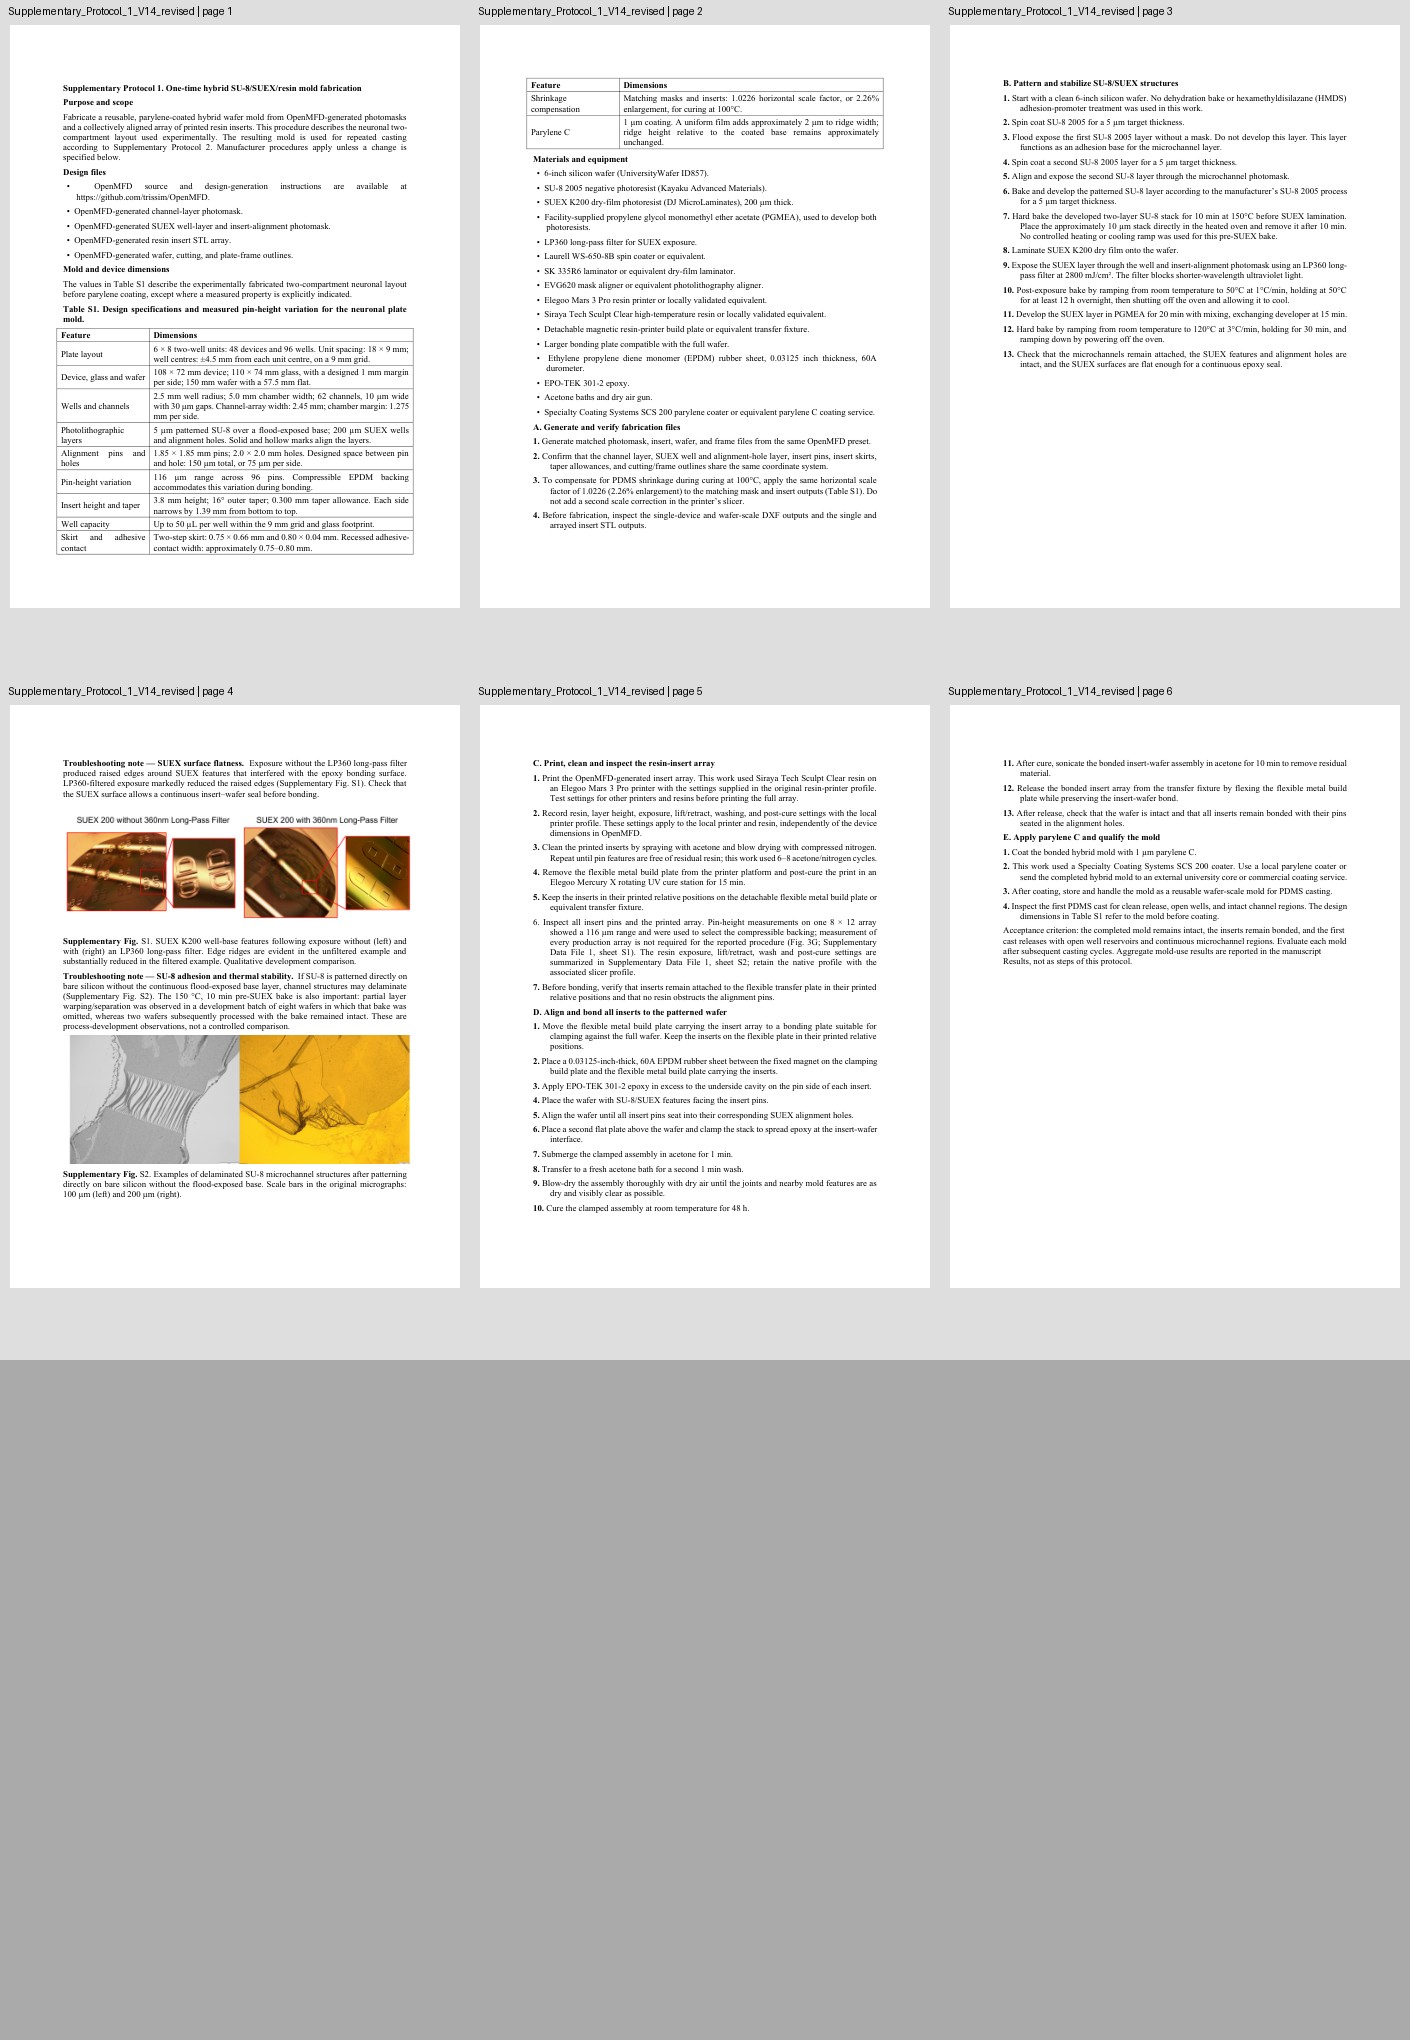 Supplementary_Protocol_1_V14_revised | page 1
Supplementary Protocol 1. One-time hybrid SU-8/SUEX/resin mold fabrication
Purpose and scope
Fabricate a reusable, parylene-coated hybrid wafer mold from OpenMFD-generated photomasks
and a collectively aligned array of printed resin inserts. This procedure describes the neuronal two-
compartment layout used experimentally. The resulting mold is used for repeated casting
according to Supplementary Protocol 2. Manufacturer procedures apply unless a change is
specified below.
Design files
• OpenMFD source and design-generation instructions are available at
https://github.com/trissim/OpenMFD.
• OpenMFD-generated channel-layer photomask.
• OpenMFD-generated SUEX well-layer and insert-alignment photomask.
• OpenMFD-generated resin insert STL array.
• OpenMFD-generated wafer, cutting, and plate-frame outlines.
Mold and device dimensions
The values in Table S1 describe the experimentally fabricated two-compartment neuronal layout
before parylene coating, except where a measured property is explicitly indicated.
Table S1. Design specifications and measured pin-height variation for the neuronal plate
mold.
Feature Dimensions
Plate layout 6 × 8 two-well units: 48 devices and 96 wells. Unit spacing: 18 × 9 mm;
well centres: ±4.5 mm from each unit centre, on a 9 mm grid.
Device, glass and wafer 108 × 72 mm device; 110 × 74 mm glass, with a designed 1 mm margin
per side; 150 mm wafer with a 57.5 mm flat.
Wells and channels 2.5 mm well radius; 5.0 mm chamber width; 62 channels, 10 µm wide
with 30 µm gaps. Channel-array width: 2.45 mm; chamber margin: 1.275
mm per side.
Photolithographic layers 5 µm patterned SU-8 over a flood-exposed base; 200 µm SUEX wells
and alignment holes. Solid and hollow marks align the layers.
Alignment pins and holes 1.85 × 1.85 mm pins; 2.0 × 2.0 mm holes. Designed space between pin
and hole: 150 µm total, or 75 µm per side.
Pin-height variation 116 µm range across 96 pins. Compressible EPDM backing
accommodates this variation during bonding.
Insert height and taper 3.8 mm height; 16° outer taper; 0.300 mm taper allowance. Each side
narrows by 1.39 mm from bottom to top.
Well capacity Up to 50 µL per well within the 9 mm grid and glass footprint.
Skirt and adhesive contact Two-step skirt: 0.75 × 0.66 mm and 0.80 × 0.04 mm. Recessed adhesive-
contact width: approximately 0.75–0.80 mm.
Supplementary_Protocol_1_V14_revised | page 2
Feature Dimensions
Shrinkage compensation Matching masks and inserts: 1.0226 horizontal scale factor, or 2.26%
enlargement, for curing at 100°C.
Parylene C 1 µm coating. A uniform film adds approximately 2 µm to ridge width;
ridge height relative to the coated base remains approximately
unchanged.
Materials and equipment
• 6-inch silicon wafer (UniversityWafer ID857).
• SU-8 2005 negative photoresist (Kayaku Advanced Materials).
• SUEX K200 dry-film photoresist (DJ MicroLaminates), 200 µm thick.
• Facility-supplied propylene glycol monomethyl ether acetate (PGMEA), used to develop both
photoresists.
• LP360 long-pass filter for SUEX exposure.
• Laurell WS-650-8B spin coater or equivalent.
• SK 335R6 laminator or equivalent dry-film laminator.
• EVG620 mask aligner or equivalent photolithography aligner.
• Elegoo Mars 3 Pro resin printer or locally validated equivalent.
• Siraya Tech Sculpt Clear high-temperature resin or locally validated equivalent.
• Detachable magnetic resin-printer build plate or equivalent transfer fixture.
• Larger bonding plate compatible with the full wafer.
• Ethylene propylene diene monomer (EPDM) rubber sheet, 0.03125 inch thickness, 60A
durometer.
• EPO-TEK 301-2 epoxy.
• Acetone baths and dry air gun.
• Specialty Coating Systems SCS 200 parylene coater or equivalent parylene C coating service.
A. Generate and verify fabrication files
1. Generate matched photomask, insert, wafer, and frame files from the same OpenMFD preset.
2. Confirm that the channel layer, SUEX well and alignment-hole layer, insert pins, insert skirts,
taper allowances, and cutting/frame outlines share the same coordinate system.
3. To compensate for PDMS shrinkage during curing at 100°C, apply the same horizontal scale
factor of 1.0226 (2.26% enlargement) to the matching mask and insert outputs (Table S1). Do
not add a second scale correction in the printer's slicer.
4. Before fabrication, inspect the single-device and wafer-scale DXF outputs and the single and
arrayed insert STL outputs.
Supplementary_Protocol_1_V14_revised | page 3
B. Pattern and stabilize SU-8/SUEX structures
1. Start with a clean 6-inch silicon wafer. No dehydration bake or hexamethyldisilazane (HMDS)
adhesion-promoter treatment was used in this work.
2. Spin coat SU-8 2005 for a 5 µm target thickness.
3. Flood expose the first SU-8 2005 layer without a mask. Do not develop this layer. This layer
functions as an adhesion base for the microchannel layer.
4. Spin coat a second SU-8 2005 layer for a 5 µm target thickness.
5. Align and expose the second SU-8 layer through the microchannel photomask.
6. Bake and develop the patterned SU-8 layer according to the manufacturer's SU-8 2005 process
for a 5 µm target thickness.
7. Hard bake the developed two-layer SU-8 stack for 10 min at 150°C before SUEX lamination.
Place the approximately 10 µm stack directly in the heated oven and remove it after 10 min.
No controlled heating or cooling ramp was used for this pre-SUEX bake.
8. Laminate SUEX K200 dry film onto the wafer.
9. Expose the SUEX layer through the well and insert-alignment photomask using an LP360 long-
pass filter at 2800 mJ/cm². The filter blocks shorter-wavelength ultraviolet light.
10. Post-exposure bake by ramping from room temperature to 50°C at 1°C/min, holding at 50°C
for at least 12 h overnight, then shutting off the oven and allowing it to cool.
11. Develop the SUEX layer in PGMEA for 20 min with mixing, exchanging developer at 15 min.
12. Hard bake by ramping from room temperature to 120°C at 3°C/min, holding for 30 min, and
ramping down by powering off the oven.
13. Check that the microchannels remain attached, the SUEX features and alignment holes are
intact, and the SUEX surfaces are flat enough for a continuous epoxy seal.
Supplementary_Protocol_1_V14_revised | page 4
Troubleshooting note — SUEX surface flatness. Exposure without the LP360 long-pass filter
produced raised edges around SUEX features that interfered with the epoxy bonding surface.
LP360-filtered exposure markedly reduced the raised edges (Supplementary Fig. S1). Check that
the SUEX surface allows a continuous insert–wafer seal before bonding.
SUEX 200 without 360nm Long-Pass Filter
SUEX 200 with 360nm Long-Pass Filter
Supplementary Fig. S1. SUEX K200 well-base features following exposure without (left) and
with (right) an LP360 long-pass filter. Edge ridges are evident in the unfiltered example and
substantially reduced in the filtered example. Qualitative development comparison.
Troubleshooting note — SU-8 adhesion and thermal stability. If SU-8 is patterned directly on
bare silicon without the continuous flood-exposed base layer, channel structures may delaminate
(Supplementary Fig. S2). The 150 °C, 10 min pre-SUEX bake is also important: partial layer
warping/separation was observed in a development batch of eight wafers in which that bake was
omitted, whereas two wafers subsequently processed with the bake remained intact. These are
process-development observations, not a controlled comparison.
Supplementary Fig. S2. Examples of delaminated SU-8 microchannel structures after patterning
directly on bare silicon without the flood-exposed base. Scale bars in the original micrographs:
100 µm (left) and 200 µm (right).
Supplementary_Protocol_1_V14_revised | page 5
C. Print, clean and inspect the resin-insert array
1. Print the OpenMFD-generated insert array. This work used Siraya Tech Sculpt Clear resin on
an Elegoo Mars 3 Pro printer with the settings supplied in the original resin-printer profile.
Test settings for other printers and resins before printing the full array.
2. Record resin, layer height, exposure, lift/retract, washing, and post-cure settings with the local
printer profile. These settings apply to the local printer and resin, independently of the device
dimensions in OpenMFD.
3. Clean the printed inserts by spraying with acetone and blow drying with compressed nitrogen.
Repeat until pin features are free of residual resin; this work used 6–8 acetone/nitrogen cycles.
4. Remove the flexible metal build plate from the printer platform and post-cure the print in an
Elegoo Mercury X rotating UV cure station for 15 min.
5. Keep the inserts in their printed relative positions on the detachable flexible metal build plate or
equivalent transfer fixture.
6. Inspect all insert pins and the printed array. Pin-height measurements on one 8 × 12 array
showed a 116 µm range and were used to select the compressible backing; measurement of
every production array is not required for the reported procedure (Fig. 3G; Supplementary
Data File 1, sheet S1). The resin exposure, lift/retract, wash and post-cure settings are
summarized in Supplementary Data File 1, sheet S2; retain the native profile with the
associated slicer profile.
7. Before bonding, verify that inserts remain attached to the flexible transfer plate in their printed
relative positions and that no resin obstructs the alignment pins.
D. Align and bond all inserts to the patterned wafer
1. Move the flexible metal build plate carrying the insert array to a bonding plate suitable for
clamping against the full wafer. Keep the inserts on the flexible plate in their printed relative
positions.
2. Place a 0.03125-inch-thick, 60A EPDM rubber sheet between the fixed magnet on the clamping
build plate and the flexible metal build plate carrying the inserts.
3. Apply EPO-TEK 301-2 epoxy in excess to the underside cavity on the pin side of each insert.
4. Place the wafer with SU-8/SUEX features facing the insert pins.
5. Align the wafer until all insert pins seat into their corresponding SUEX alignment holes.
6. Place a second flat plate above the wafer and clamp the stack to spread epoxy at the insert-wafer
interface.
7. Submerge the clamped assembly in acetone for 1 min.
8. Transfer to a fresh acetone bath for a second 1 min wash.
9. Blow-dry the assembly thoroughly with dry air until the joints and nearby mold features are as
dry and visibly clear as possible.
10. Cure the clamped assembly at room temperature for 48 h.
Supplementary_Protocol_1_V14_revised | page 6
11. After cure, sonicate the bonded insert-wafer assembly in acetone for 10 min to remove residual
material.
12. Release the bonded insert array from the transfer fixture by flexing the flexible metal build
plate while preserving the insert-wafer bond.
13. After release, check that the wafer is intact and that all inserts remain bonded with their pins
seated in the alignment holes.
E. Apply parylene C and qualify the mold
1. Coat the bonded hybrid mold with 1 µm parylene C.
2. This work used a Specialty Coating Systems SCS 200 coater. Use a local parylene coater or
send the completed hybrid mold to an external university core or commercial coating service.
3. After coating, store and handle the mold as a reusable wafer-scale mold for PDMS casting.
4. Inspect the first PDMS cast for clean release, open wells, and intact channel regions. The design
dimensions in Table S1 refer to the mold before coating.
Acceptance criterion: the completed mold remains intact, the inserts remain bonded, and the first
cast releases with open well reservoirs and continuous microchannel regions. Evaluate each mold
after subsequent casting cycles. Aggregate mold-use results are reported in the manuscript
Results, not as steps of this protocol.